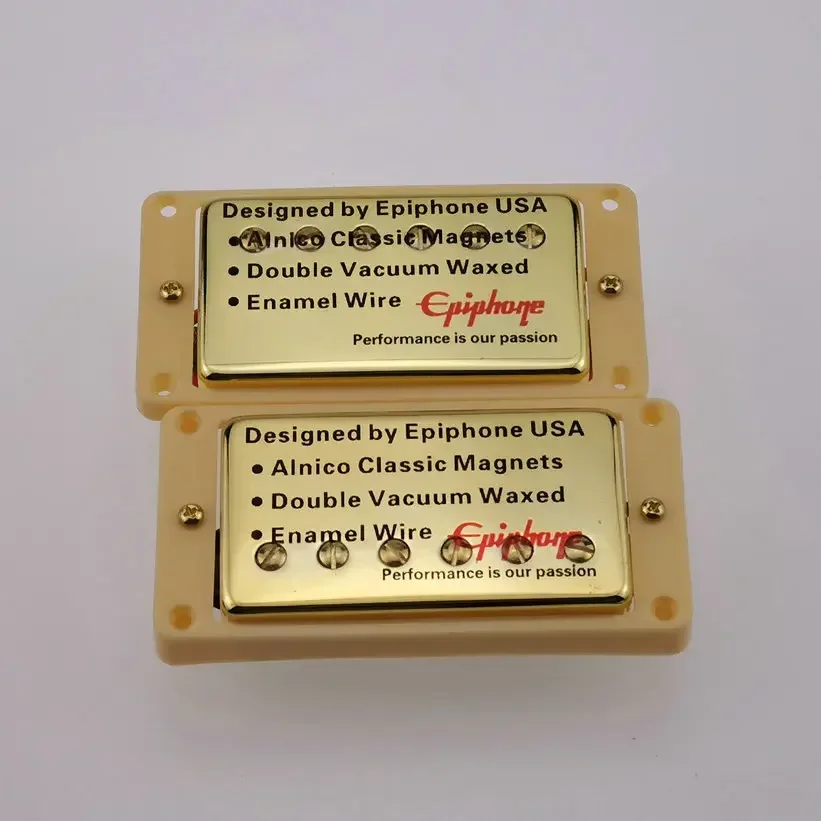 Designed by Epiphone USA
• Alnico Classic Magnets
• Double Vacuum Waxed
• Enamel Wire Epiphone
Performance is our passion
Designed by Epiphone USA
• Alnico Classic Magnets
• Double Vacuum Waxed
• Enamel Wire Epiphone
Performance is our passion